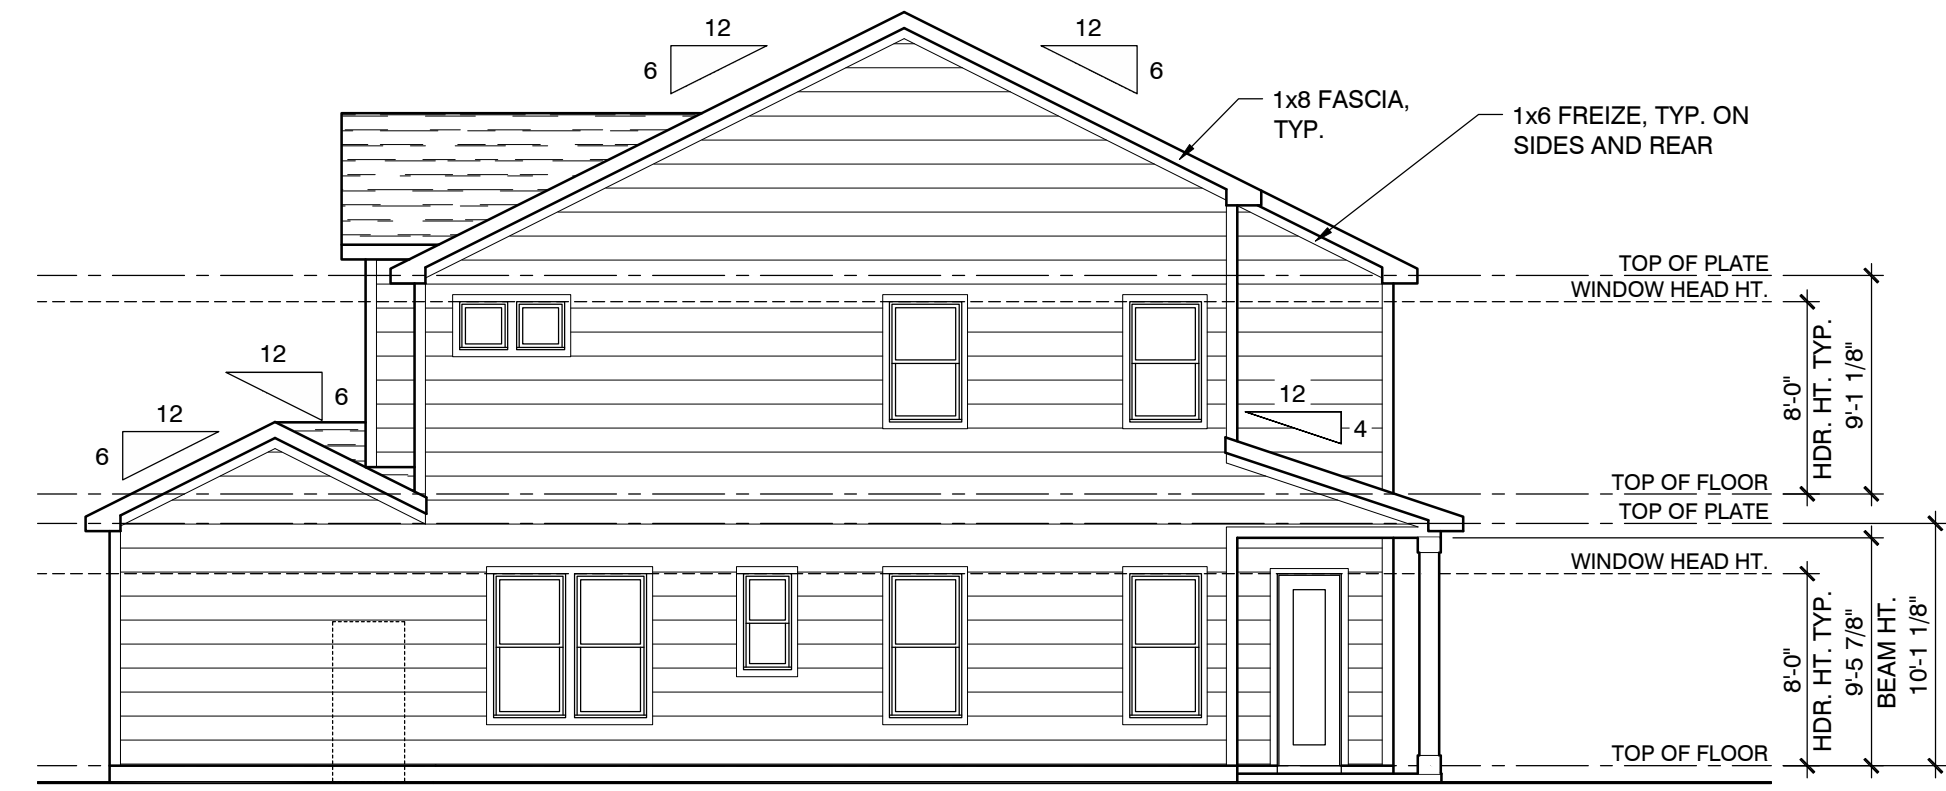 12
12
6
6
1x8 FASCIA,
TYP.
1x6 FREIZE, TYP. ON
SIDES AND REAR
TOP OF PLATE
WINDOW HEAD HT.
12
6
12
6
12
4
8'-0"
HDR. HT. TYP.
9'-1 1/8"
TOP OF FLOOR
TOP OF PLATE
WINDOW HEAD HT.
8'-0"
HDR. HT. TYP.
9'-5 7/8"
BEAM HT.
10'-1 1/8"
TOP OF FLOOR